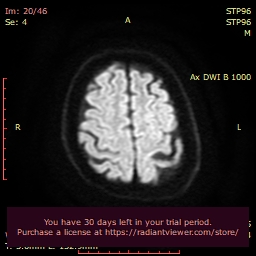 Im: 20/46
Se: 4
A
STP96
STP96
M
Ax DWI B 1000
R
L
You have 30 days left in your trial period.
Purchase a license at https://radiantviewer.com/store/